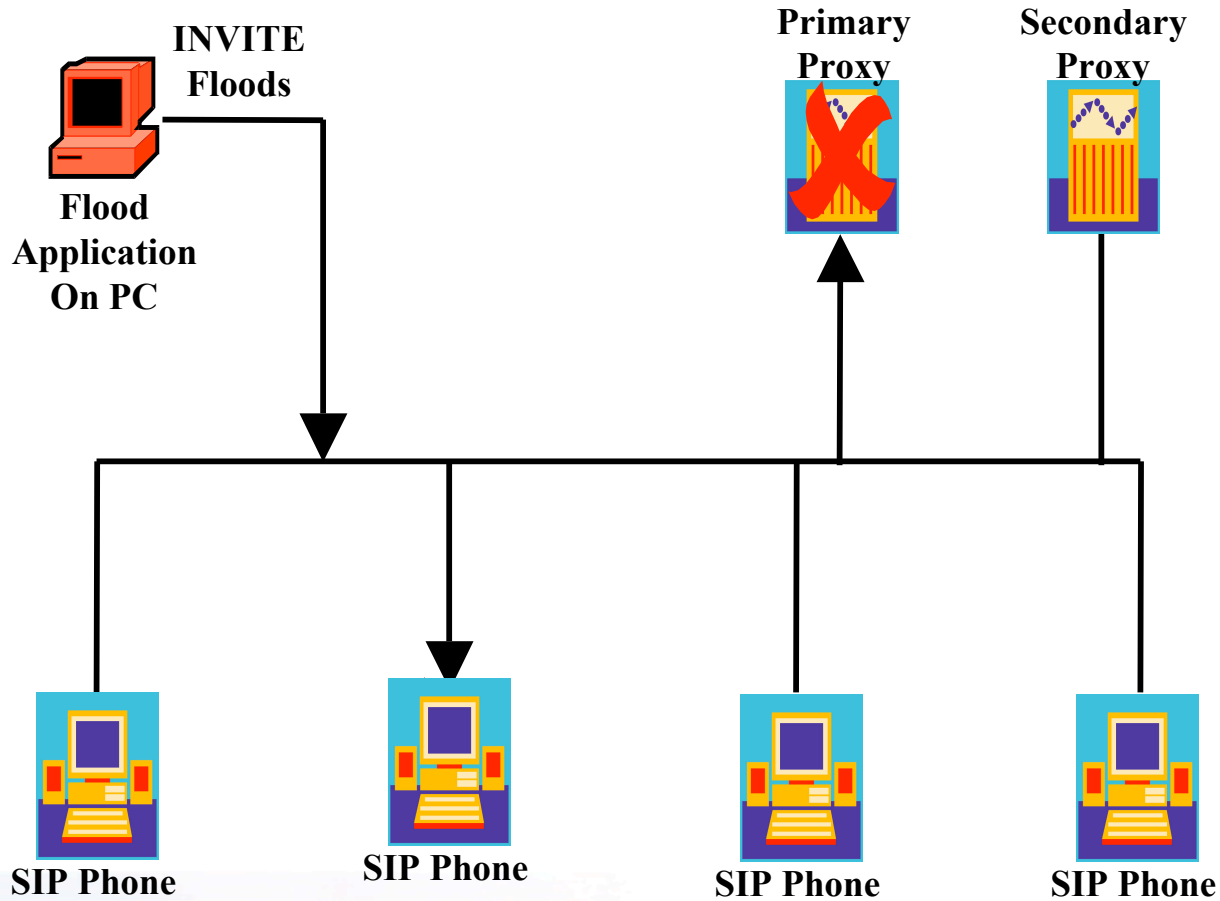 INVITE
Floods
Primary
Proxy
Secondary
Proxy
Flood
Application
On PC
SIP Phone
SIP Phone
SIP Phone
SIP Phone